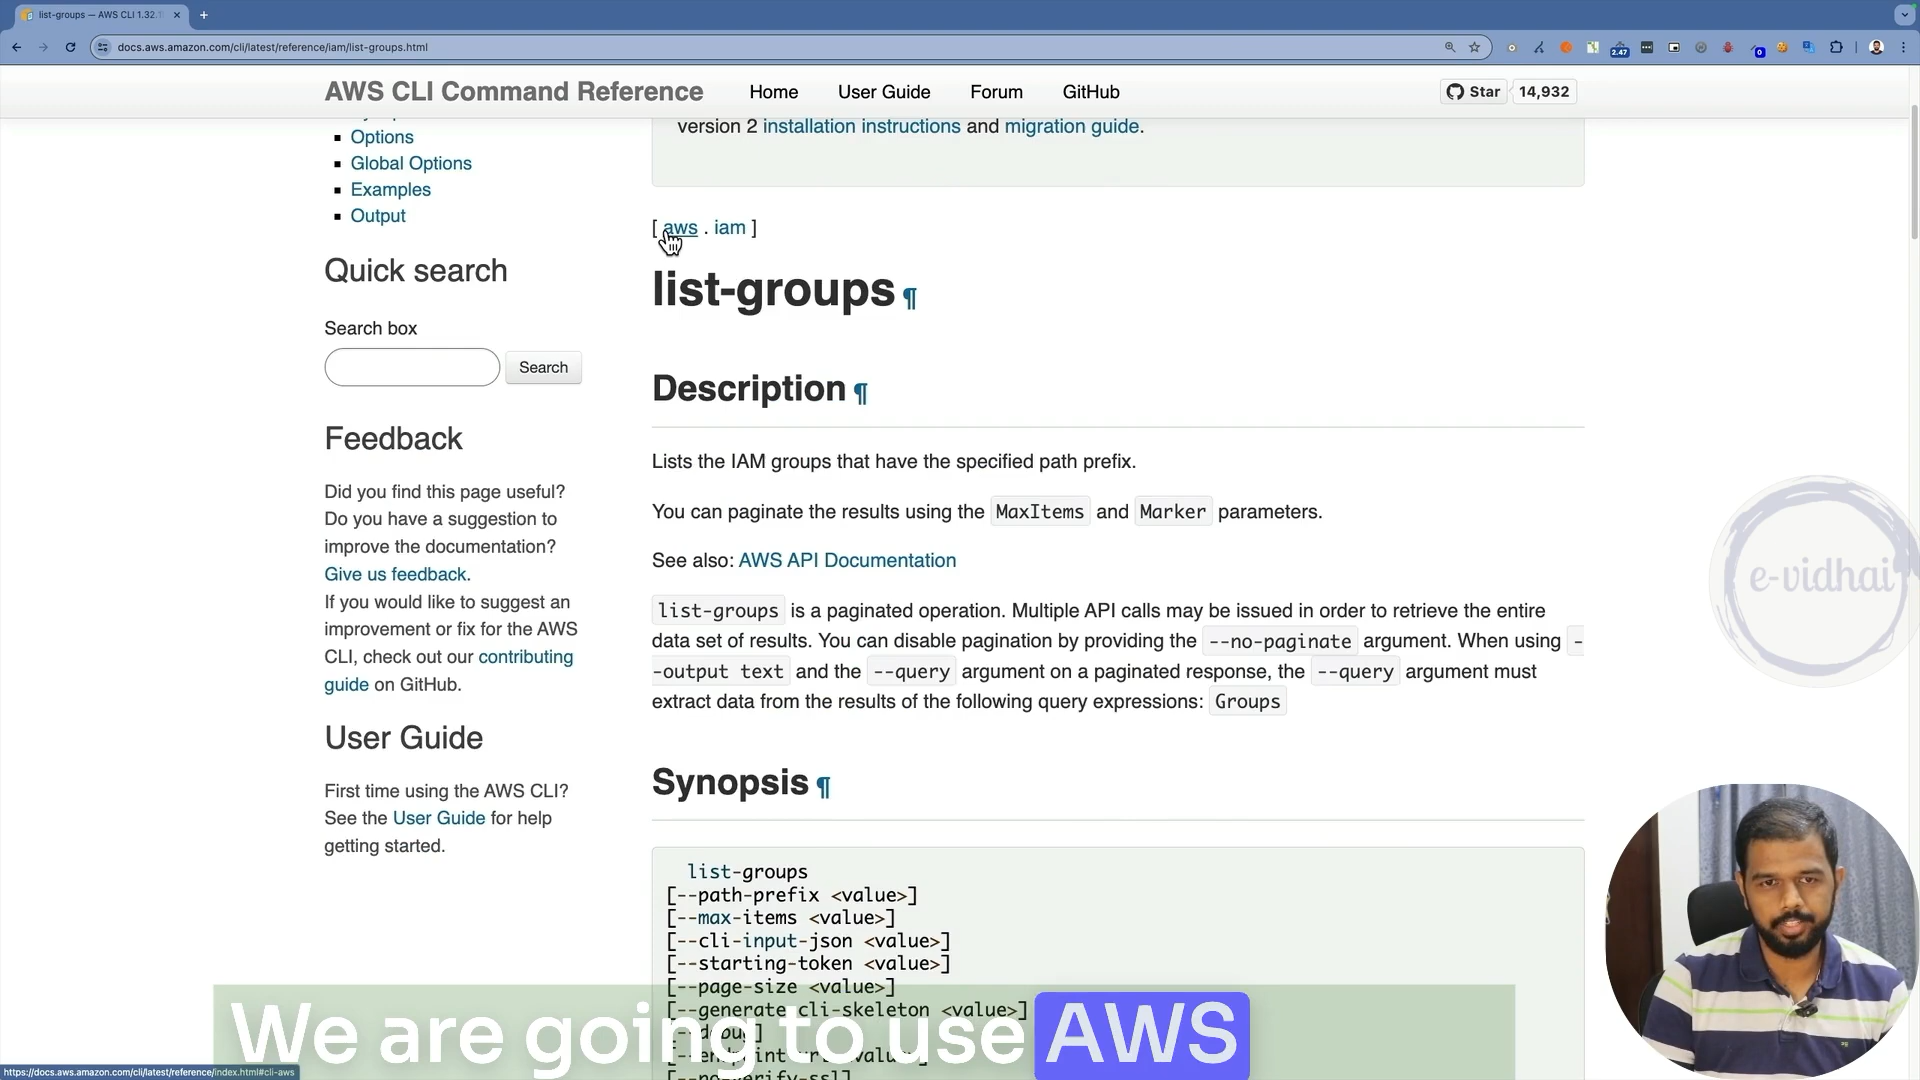 list-groups — AWS CLI 1.32.1
docs.aws.amazon.com/cli/latest/reference/iam/list-groups.html
2.47
0
AWS CLI Command Reference
Home
User Guide
Forum
GitHub
Star
14,932
Options
Global Options
Examples
Output
Quick search
Search box
Search
Feedback
Did you find this page useful?
Do you have a suggestion to
improve the documentation?
Give us feedback.
If you would like to suggest an
improvement or fix for the AWS
CLI, check out our contributing
guide on GitHub.
User Guide
First time using the AWS CLI?
See the User Guide for help
getting started.
version 2 installation instructions and migration guide.
[ aws . iam ]
list-groups ¶
Description ¶
Lists the IAM groups that have the specified path prefix.
You can paginate the results using the MaxItems and Marker parameters.
See also: AWS API Documentation
list-groups is a paginated operation. Multiple API calls may be issued in order to retrieve the entire
data set of results. You can disable pagination by providing the --no-paginate argument. When using -
-output text and the --query argument on a paginated response, the --query argument must
extract data from the results of the following query expressions: Groups
Synopsis ¶
list-groups
[--path-prefix <value>]
[--max-items <value>]
[--cli-input-json <value>]
[--starting-token <value>]
[--page-size <value>]
[--generate-cli-skeleton <value>]
[--debug]
[--endpoint-url <value>]
[--no-verify-ssl]
We are going to use AWS
e-vidhai
https://docs.aws.amazon.com/cli/latest/reference/index.html#cli-aws